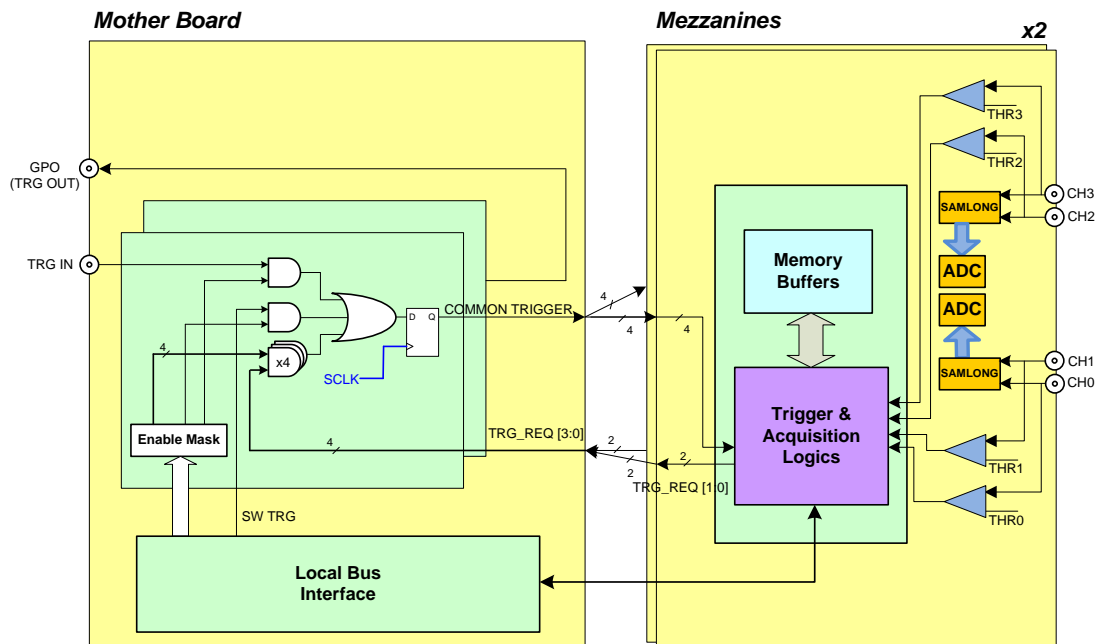 Mother Board
Mezzanines
x2
GPO
(TRG OUT)
TRG IN
THR3
THR2
CH3
CH2
SAMLONG
ADC
ADC
SAMLONG
CH1
CH0
THR1
THR0
Memory
Buffers
Trigger &
Acquisition
Logics
COMMON TRIGGER
4
4
4
D Q
SCLK
x4
4
Enable Mask
4
TRG_REQ [3:0]
2
2
2
TRG_REQ [1:0]
SW TRG
Local Bus
Interface